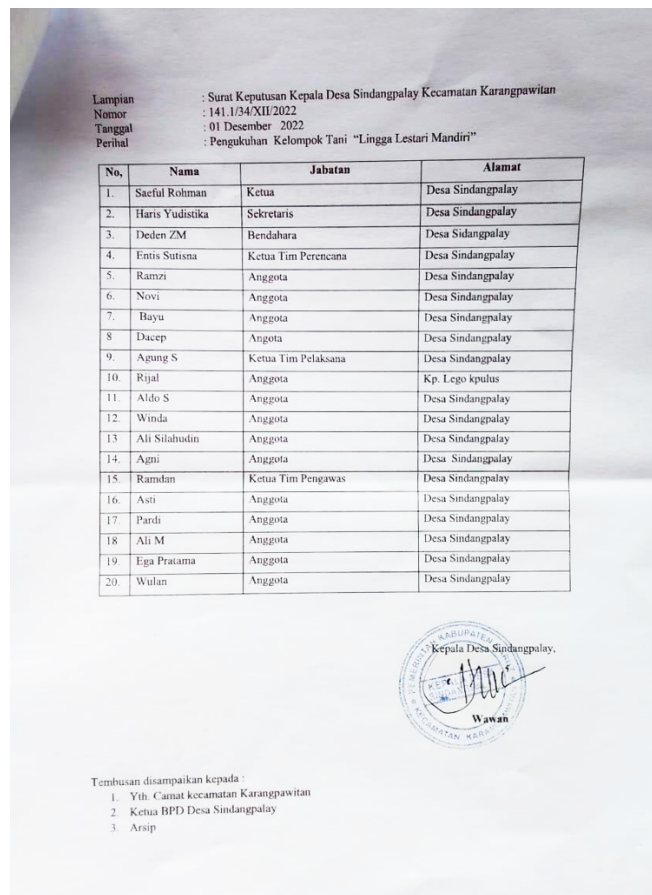 Lampian : Surat Keputusan Kepala Desa Sindangpalay Kecamatan Karangpawitan
Nomor : 141.1/34/XII/2022
Tanggal : 01 Desember 2022
Perihal : Pengukuhan Kelompok Tani “Lingga Lestari Mandiri”
No, Nama Jabatan Alamat
1. Saeful Rohman Ketua Desa Sindangpalay
2. Haris Yudistika Sekretaris Desa Sindangpalay
3. Deden ZM Bendahara Desa Sidangpalay
4. Entis Sutisna Ketua Tim Perencana Desa Sindangpalay
5. Ramzi Anggota Desa Sindangpalay
6. Novi Anggota Desa Sindangpalay
7. Bayu Anggota Desa Sindangpalay
8 Dacep Angota Desa Sindangpalay
9. Agung S Ketua Tim Pelaksana Desa Sindangpalay
10. Rijal Anggota Kp. Lego kpulus
11. Aldo S Anggota Desa Sindangpalay
12. Winda Anggota Desa Sindangpalay
13 Ali Silahudin Anggota Desa Sindangpalay
14. Agni Anggota Desa Sindangpalay
15. Ramdan Ketua Tim Pengawas Desa Sindangpalay
16. Asti Anggota Desa Sindangpalay
17. Pardi Anggota Desa Sindangpalay
18 Ali M Anggota Desa Sindangpalay
19. Ega Pratama Anggota Desa Sindangpalay
20. Wulan Anggota Desa Sindangpalay
Kepala Desa Sindangpalay,
Wawan
Tembusan disampaikan kepada :
1. Yth. Camat kecamatan Karangpawitan
2. Ketua BPD Desa Sindangpalay
3. Arsip